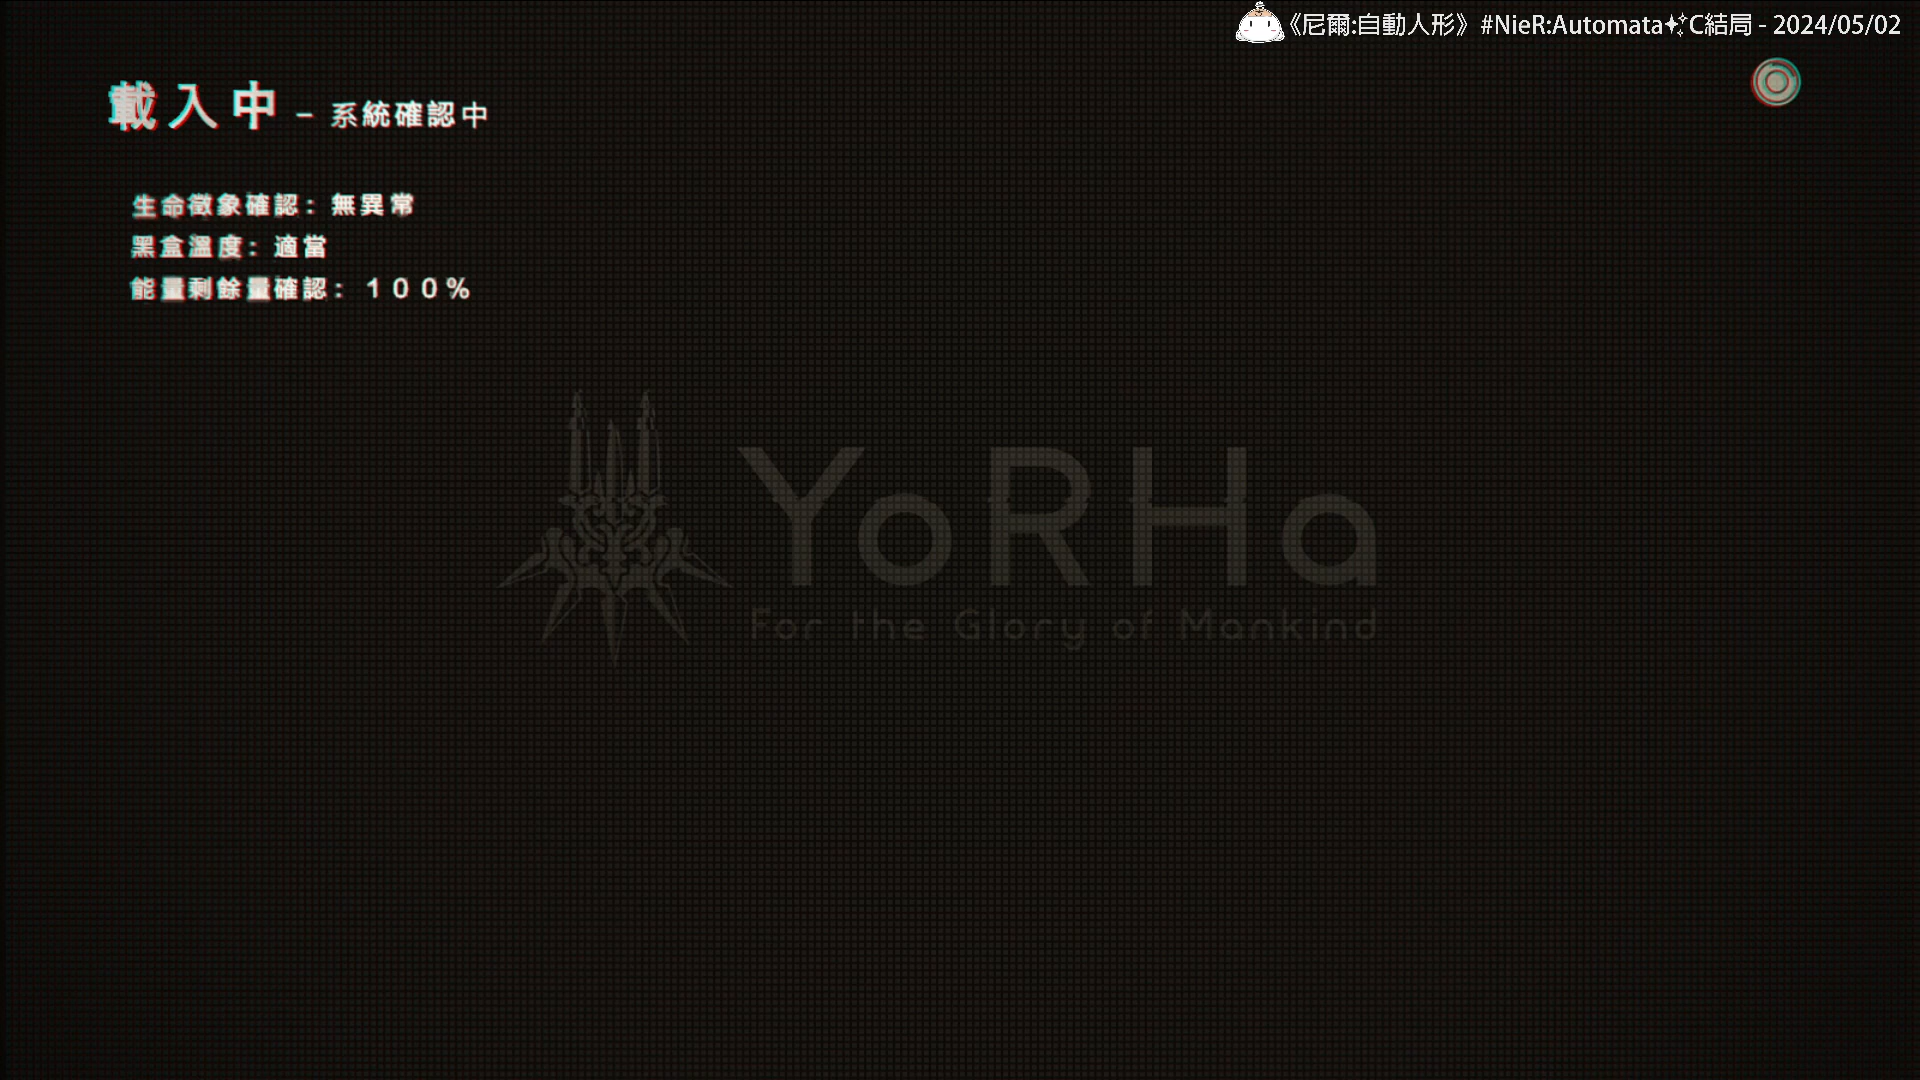 《尼爾:自動人形》#NieR:Automata✨C結局 - 2024/05/02
載入中 - 系統確認中
生命徵象確認：無異常
黑盒溫度：適當
能量剩餘量確認：100%
YoRHa
For the Glory of Mankind